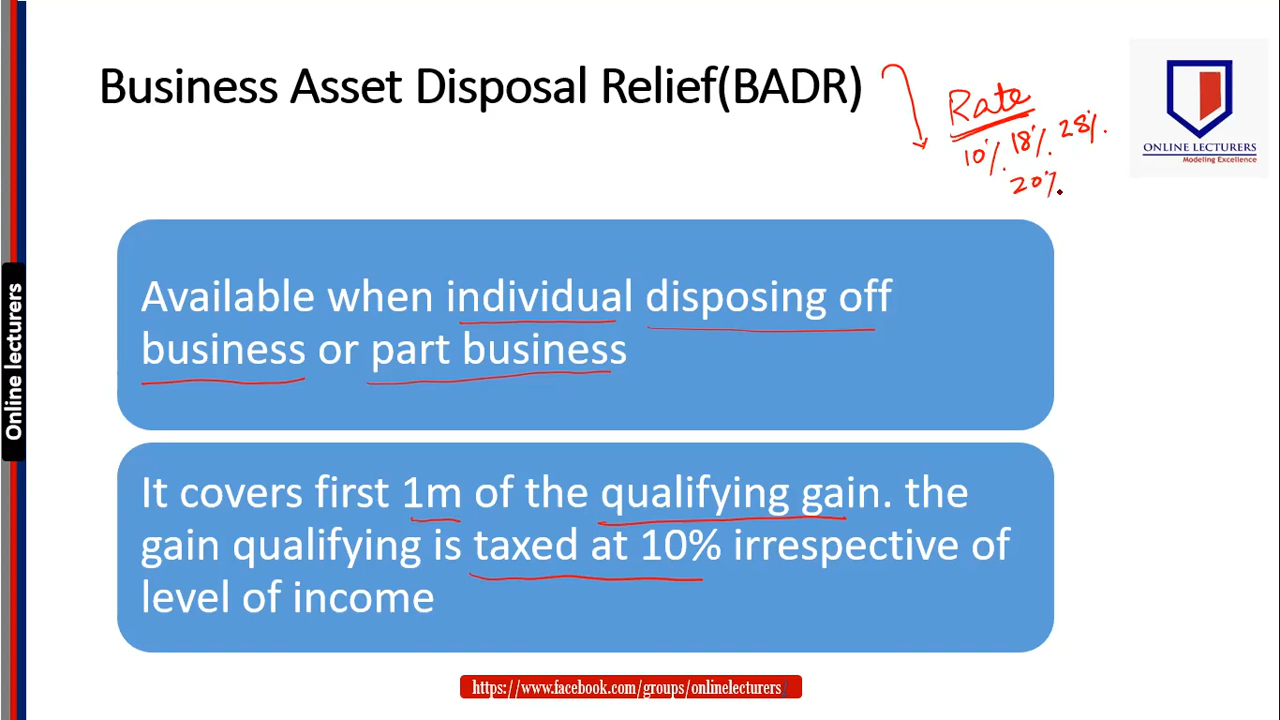 Business Asset Disposal Relief(BADR)
Rate
10% 18% 28%
20%
ONLINE LECTURERS
Modeling Excellence
Online lecturers
Available when individual disposing off
business or part business
It covers first 1m of the qualifying gain. the
gain qualifying is taxed at 10% irrespective of
level of income
https://www.facebook.com/groups/onlinelecturers/